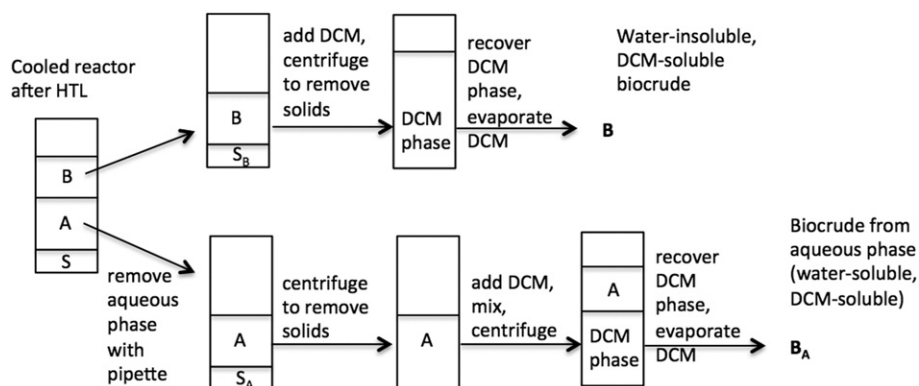 Cooled reactor
after HTL
B
A
S
remove
aqueous
phase
with
pipette
B
S_B
add DCM,
centrifuge
to remove
solids
DCM
phase
recover
DCM
phase,
evaporate
DCM
Water-insoluble,
DCM-soluble
biocrude
B
A
S_A
centrifuge
to remove
solids
A
add DCM,
mix,
centrifuge
A
DCM
phase
recover
DCM
phase,
evaporate
DCM
Biocrude from
aqueous phase
(water-soluble,
DCM-soluble)
B_A